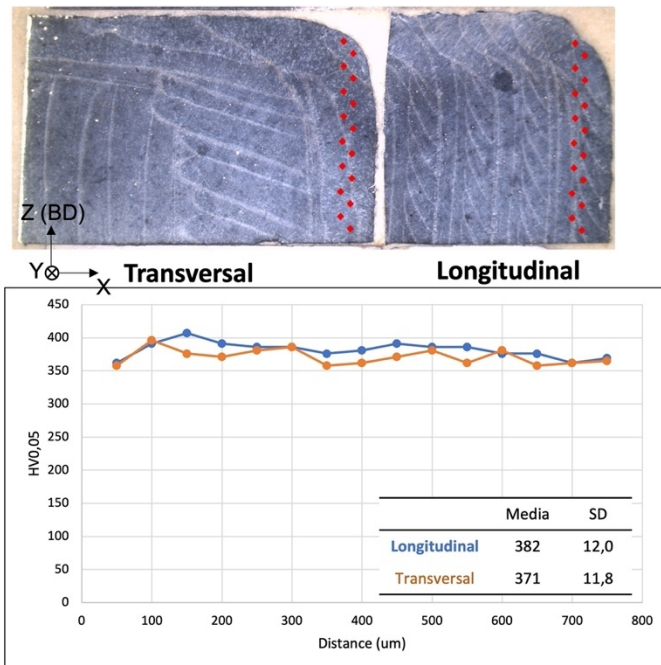 Z (BD)
Y
X
Transversal
Longitudinal
450
400
350
300
250
200
150
100
50
0
HV0,05
Media SD
Longitudinal 382 12,0
Transversal 371 11,8
0 100 200 300 400 500 600 700 800
Distance (um)